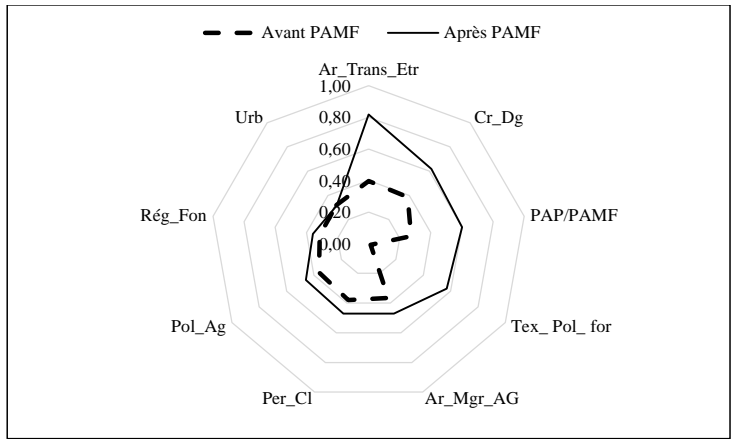 Avant PAMF
Après PAMF
Ar_Trans_Etr
1,00
Urb
Cr_Dg
0,80
0,60
0,40
Rég_Fon
PAP/PAMF
0,20
0,00
Pol_Ag
Tex_ Pol_ for
Per_Cl
Ar_Mgr_AG